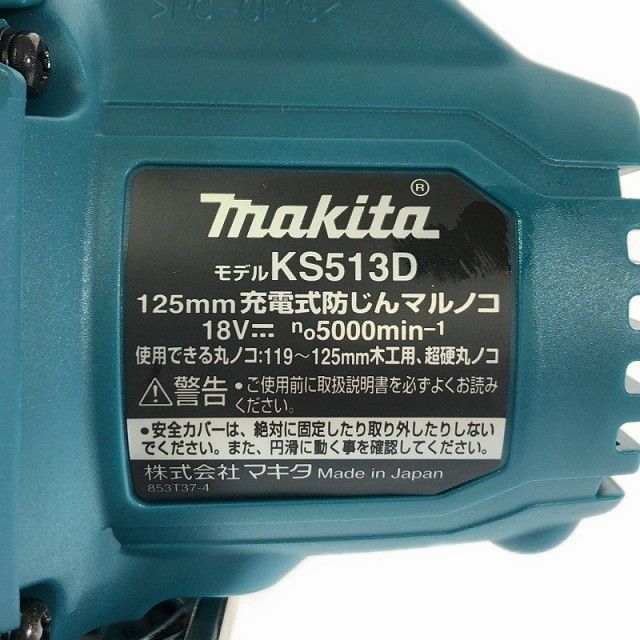 >PC-GF15<
makita®
モデルKS513D
125mm充電式防じんマルノコ
18V⎓ n₀5000min⁻¹
使用できる丸ノコ:119～125mm木工用、超硬丸ノコ
⚠警告 •ご使用前に取扱説明書を必ずよくお読み
ください。
•安全カバーは、絶対に固定したり取り外したりしない
でください。また、円滑に動く事を確認してください。
株式会社マキタ Made in Japan
853T37-4